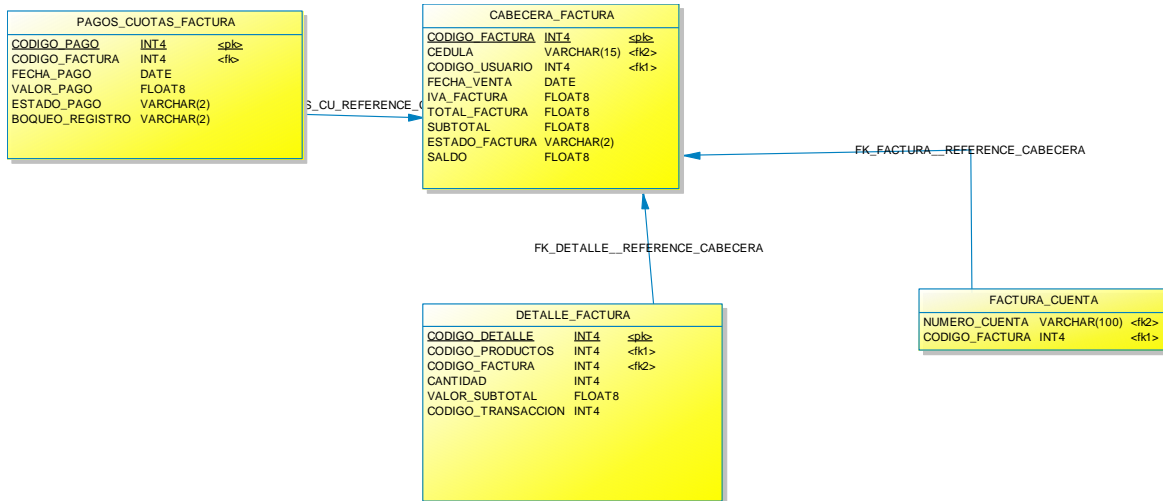 PAGOS_CUOTAS_FACTURA
CODIGO_PAGO INT4 <pk>
CODIGO_FACTURA INT4 <fk>
FECHA_PAGO DATE
VALOR_PAGO FLOAT8
ESTADO_PAGO VARCHAR(2)
BOQUEO_REGISTRO VARCHAR(2)
S_CU_REFERENCE_C
CABECERA_FACTURA
CODIGO_FACTURA INT4 <pk>
CEDULA VARCHAR(15) <fk2>
CODIGO_USUARIO INT4 <fk1>
FECHA_VENTA DATE
IVA_FACTURA FLOAT8
TOTAL_FACTURA FLOAT8
SUBTOTAL FLOAT8
ESTADO_FACTURA VARCHAR(2)
SALDO FLOAT8
FK_FACTURA__REFERENCE_CABECERA
FK_DETALLE__REFERENCE_CABECERA
DETALLE_FACTURA
CODIGO_DETALLE INT4 <pk>
CODIGO_PRODUCTOS INT4 <fk1>
CODIGO_FACTURA INT4 <fk2>
CANTIDAD INT4
VALOR_SUBTOTAL FLOAT8
CODIGO_TRANSACCION INT4
FACTURA_CUENTA
NUMERO_CUENTA VARCHAR(100) <fk2>
CODIGO_FACTURA INT4 <fk1>